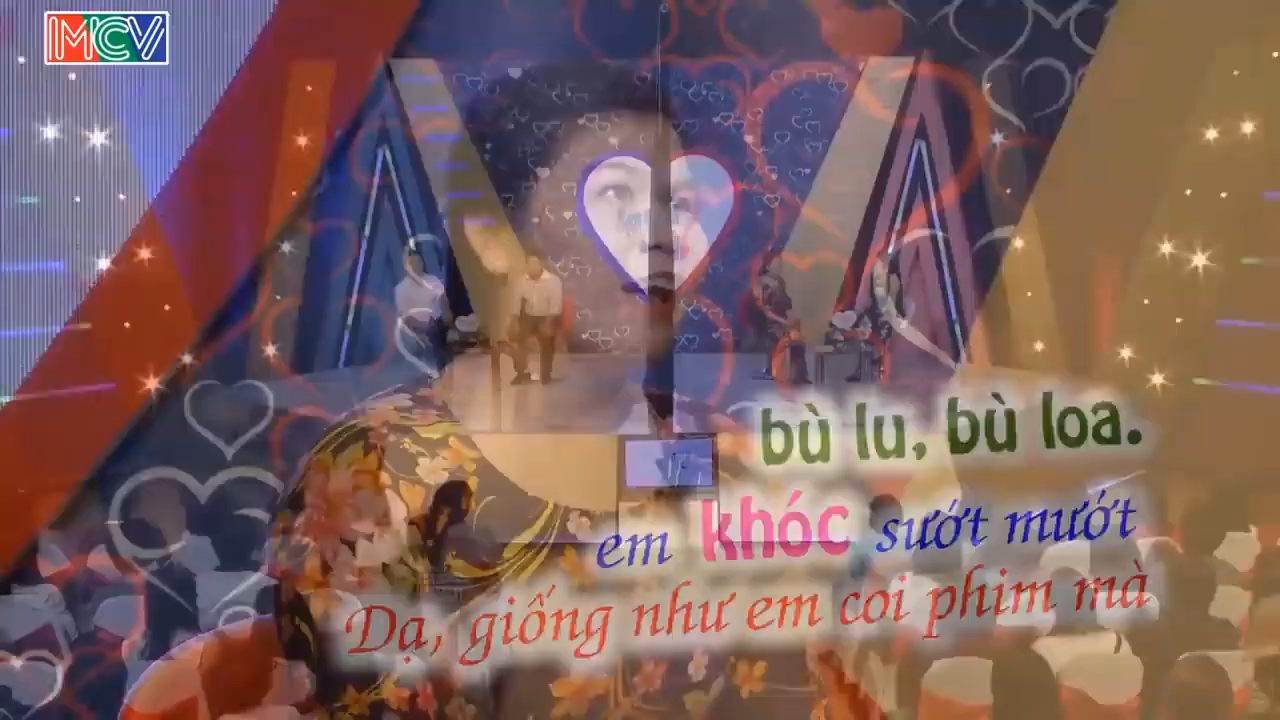 MCV
bù lu, bù loa.
em khóc sướt mướt
Dạ, giống như em coi phim mà